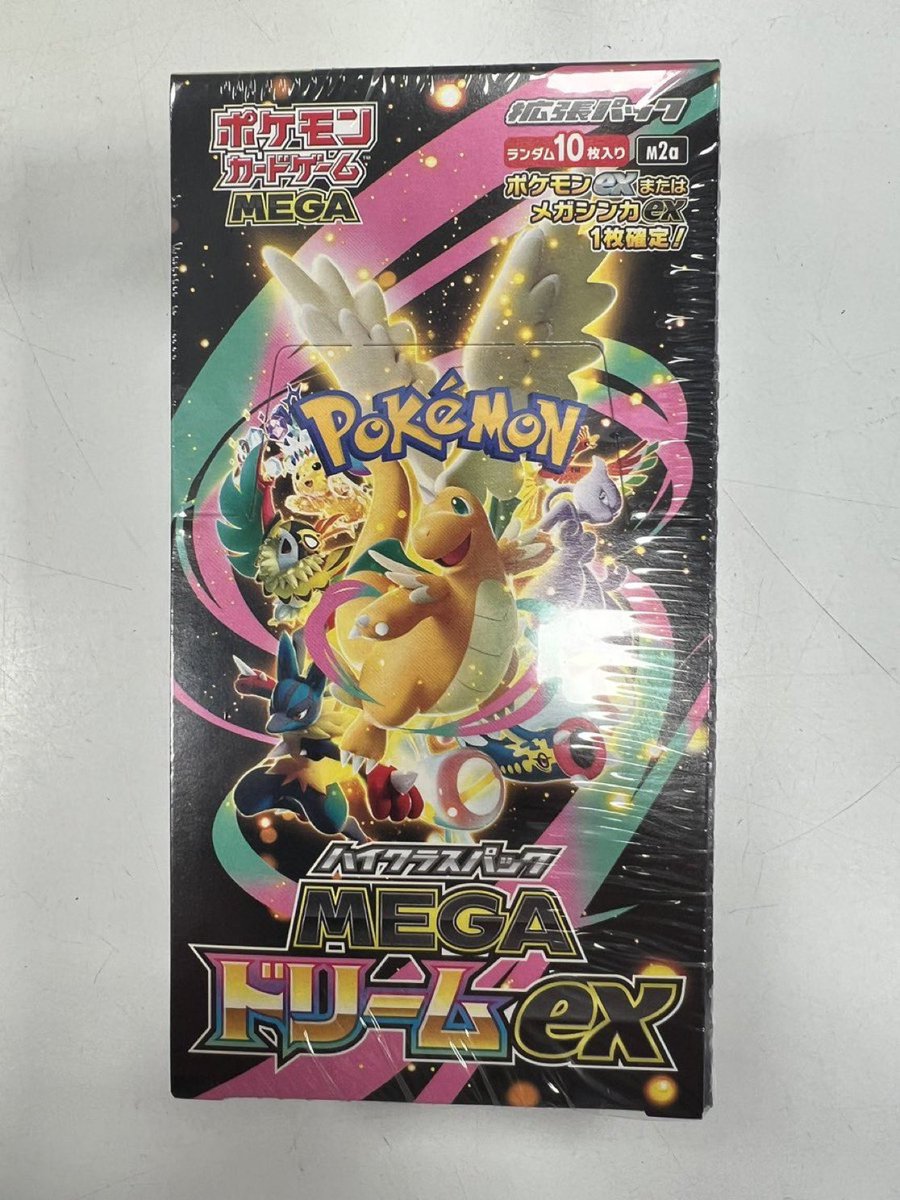 ポケモン
カードゲーム™
MEGA
拡張パック
ランダム10枚入り M2a
ポケモンexまたは
メガシンカex
1枚確定!
POKéMON
TM
ハイクラスパック
MEGA
ドリームex